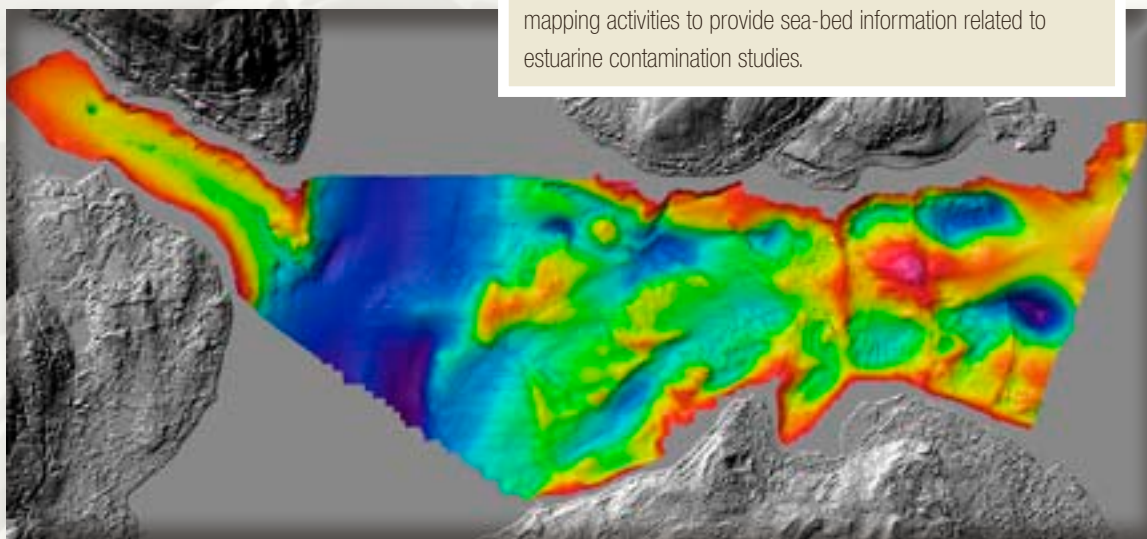 mapping activities to provide sea-bed information related to
estuarine contamination studies.